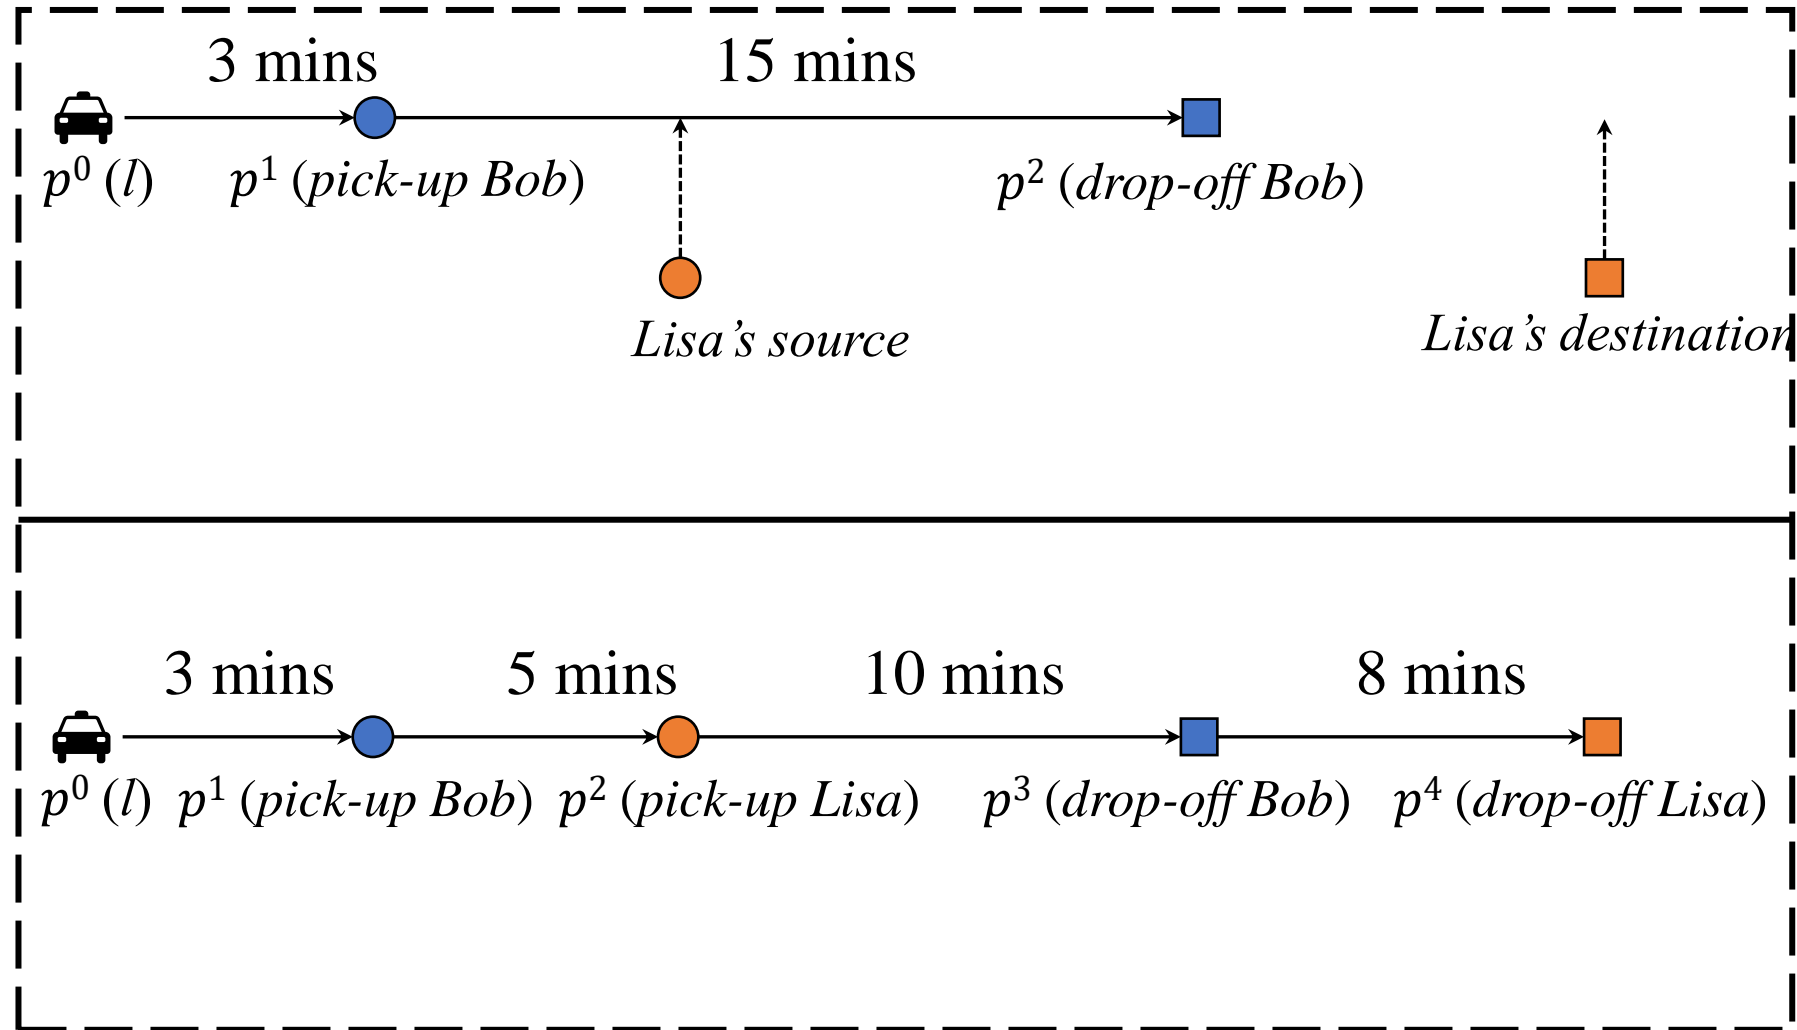 3 mins 15 mins
p⁰ (l) p¹ (pick-up Bob) p² (drop-off Bob)
Lisa’s source Lisa’s destination
3 mins 5 mins 10 mins 8 mins
p⁰ (l) p¹ (pick-up Bob) p² (pick-up Lisa) p³ (drop-off Bob) p⁴ (drop-off Lisa)